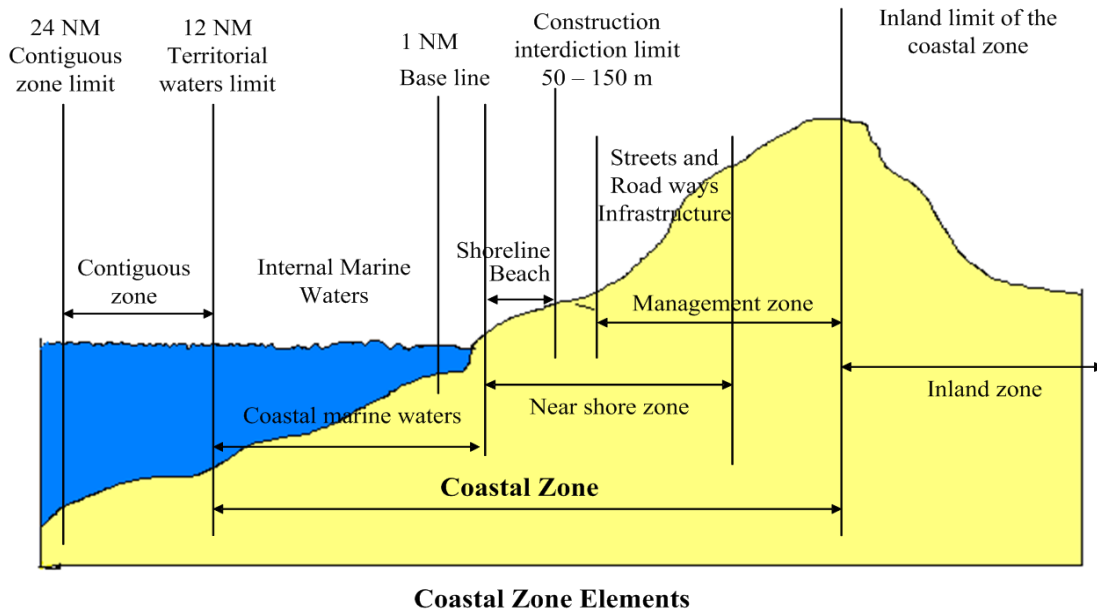 24 NM
Contiguous
zone limit
12 NM
Territorial
waters limit
1 NM
Base line
Construction
interdiction limit
50 – 150 m
Inland limit of the
coastal zone
Streets and
Road ways
Infrastructure
Shoreline
Beach
Contiguous
zone
Internal Marine
Waters
Management zone
Inland zone
Near shore zone
Coastal marine waters
Coastal Zone
Coastal Zone Elements